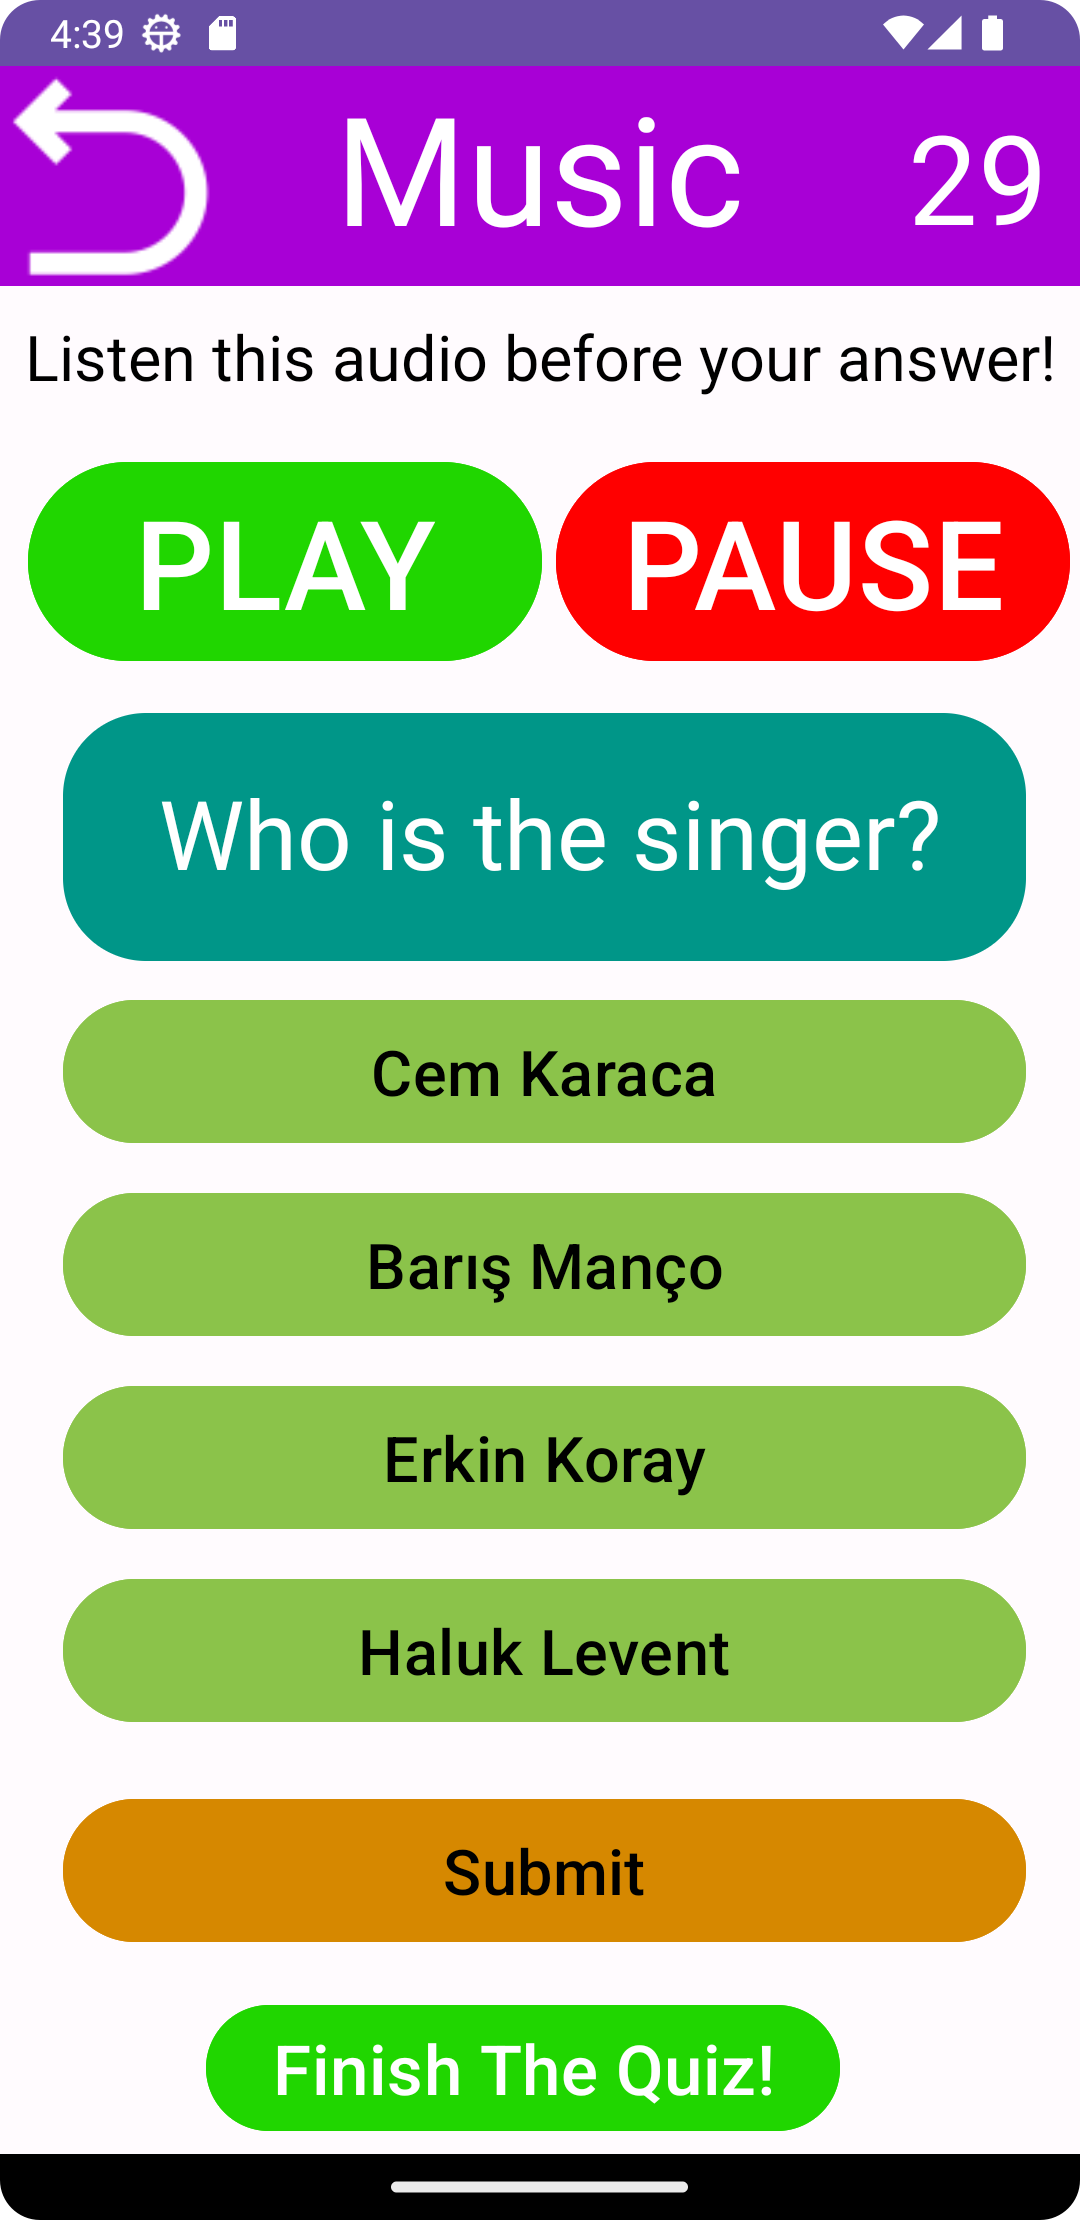 4:39
Music
29
Listen this audio before your answer!
PLAY
PAUSE
Who is the singer?
Cem Karaca
Barış Manço
Erkin Koray
Haluk Levent
Submit
Finish The Quiz!